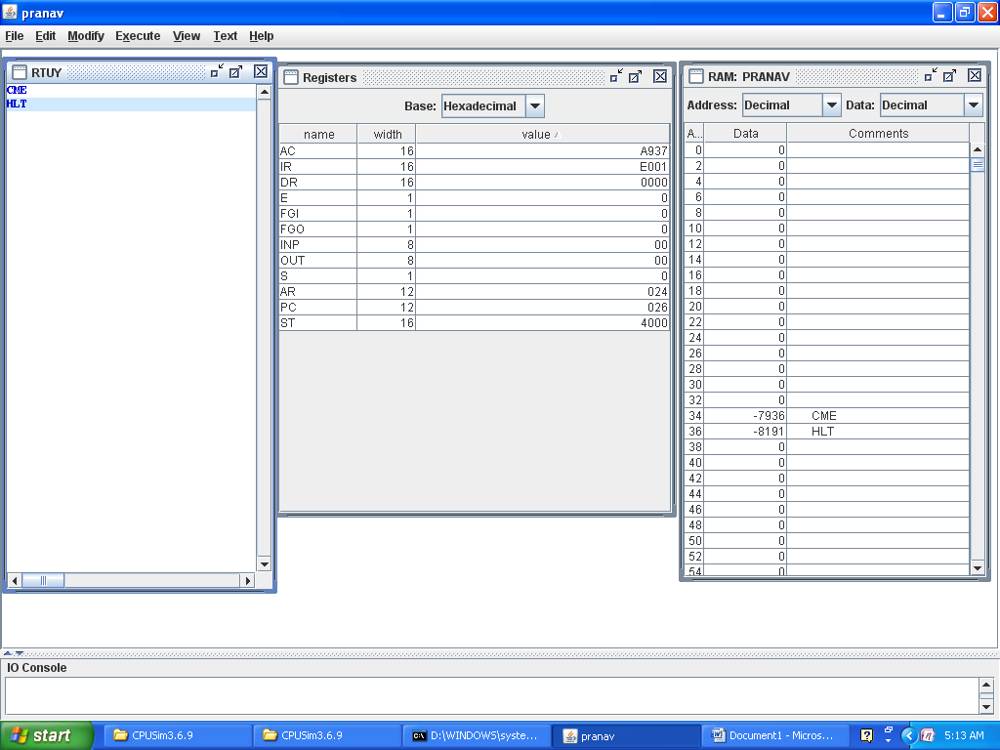 pranav
File Edit Modify Execute View Text Help
RTUY
CME
HLT
Registers
Base: Hexadecimal
name width value
AC 16 A937
IR 16 E001
DR 16 0000
E 1 0
FGI 1 0
FGO 1 0
INP 8 00
OUT 8 00
S 1 0
AR 12 024
PC 12 026
ST 16 4000
RAM: PRANAV
Address: Decimal Data: Decimal
A... Data Comments
0 0
2 0
4 0
6 0
8 0
10 0
12 0
14 0
16 0
18 0
20 0
22 0
24 0
26 0
28 0
30 0
32 0
34 -7936 CME
36 -8191 HLT
38 0
40 0
42 0
44 0
46 0
48 0
50 0
52 0
54 0
IO Console
start CPUSim3.6.9 CPUSim3.6.9 D:\WINDOWS\syste... pranav Document1 - Micros... 5:13 AM